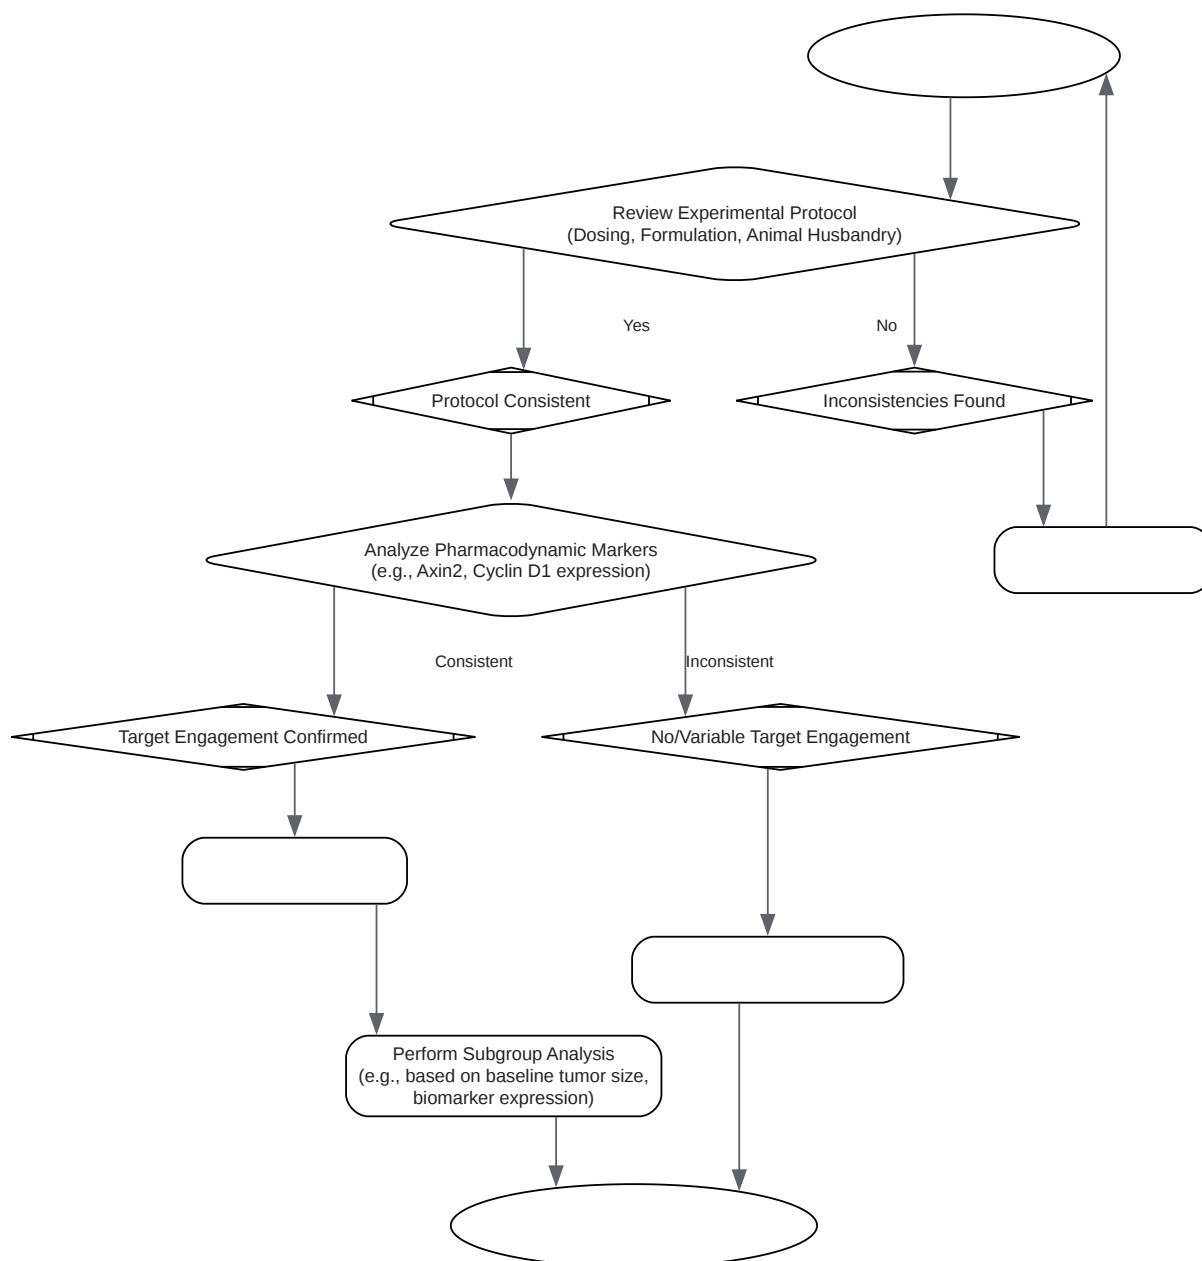 Review Experimental Protocol
(Dosing, Formulation, Animal Husbandry)
Yes
No
Protocol Consistent
Inconsistencies Found
Analyze Pharmacodynamic Markers
(e.g., Axin2, Cyclin D1 expression)
Consistent
Inconsistent
Target Engagement Confirmed
No/Variable Target Engagement
Perform Subgroup Analysis
(e.g., based on baseline tumor size,
biomarker expression)